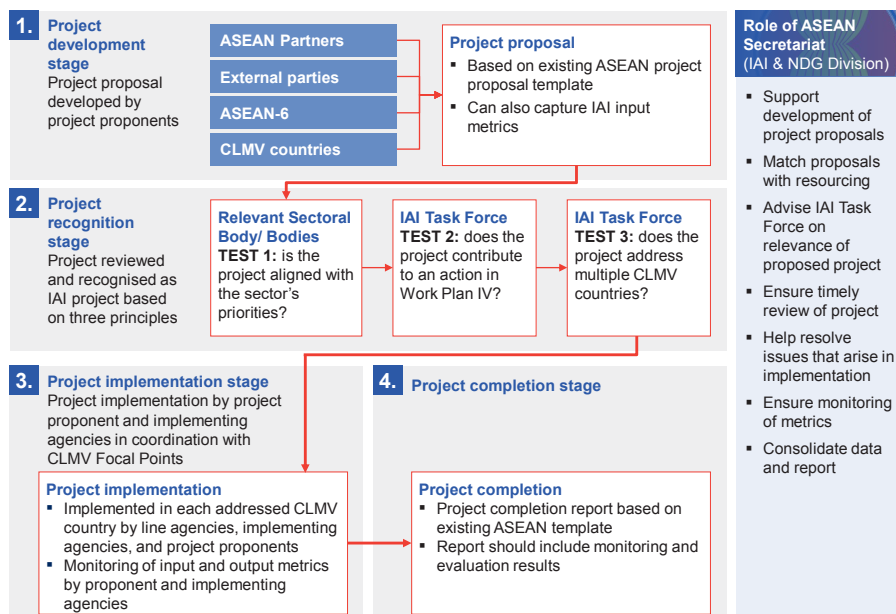 1. Project
development
stage
Project proposal
developed by
project proponents
ASEAN Partners
External parties
ASEAN-6
CLMV countries
Project proposal
▪ Based on existing ASEAN project
proposal template
▪ Can also capture IAI input
metrics
2. Project
recognition
stage
Project reviewed
and recognised as
IAI project based
on three principles
Relevant Sectoral
Body/ Bodies
TEST 1: is the
project aligned with
the sector's
priorities?
IAI Task Force
TEST 2: does the
project contribute
to an action in
Work Plan IV?
IAI Task Force
TEST 3: does the
project address
multiple CLMV
countries?
3. Project implementation stage
Project implementation by project
proponent and implementing
agencies in coordination with
CLMV Focal Points
Project implementation
▪ Implemented in each addressed CLMV
country by line agencies, implementing
agencies, and project proponents
▪ Monitoring of input and output metrics
by proponent and implementing
agencies
4. Project completion stage
Project completion
▪ Project completion report based on
existing ASEAN template
▪ Report should include monitoring and
evaluation results
Role of ASEAN
Secretariat
(IAI & NDG Division)
▪ Support
development of
project proposals
▪ Match proposals
with resourcing
▪ Advise IAI Task
Force on
relevance of
proposed project
▪ Ensure timely
review of project
▪ Help resolve
issues that arise in
implementation
▪ Ensure monitoring
of metrics
▪ Consolidate data
and report